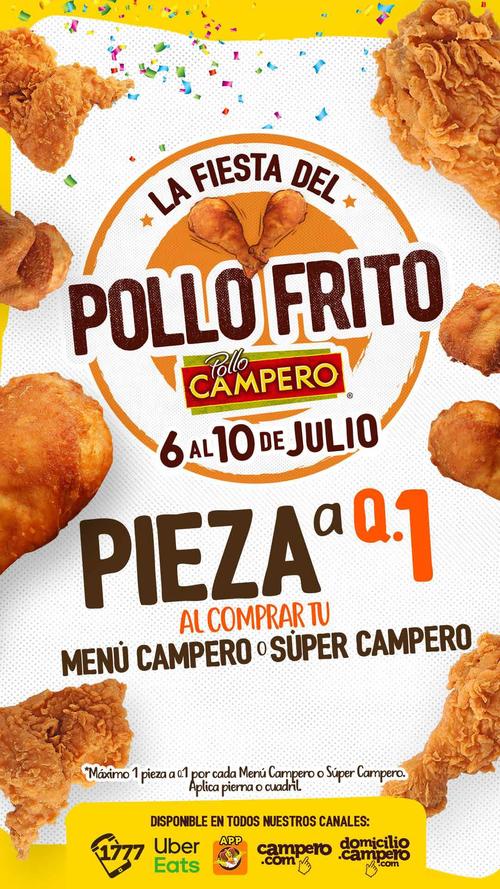 LA FIESTA DEL
POLLO FRITO
Pollo
CAMPERO
®
6 AL 10 DE JULIO
PIEZA a Q.1
AL COMPRAR TU
MENÚ CAMPERO o SÚPER CAMPERO
*Máximo 1 pieza a Q.1 por cada Menú Campero o Súper Campero.
Aplica pierna o cuadril.
DISPONIBLE EN TODOS NUESTROS CANALES:
1777
Uber
Eats
APP
campero
.com
domicilio
.campero
.com